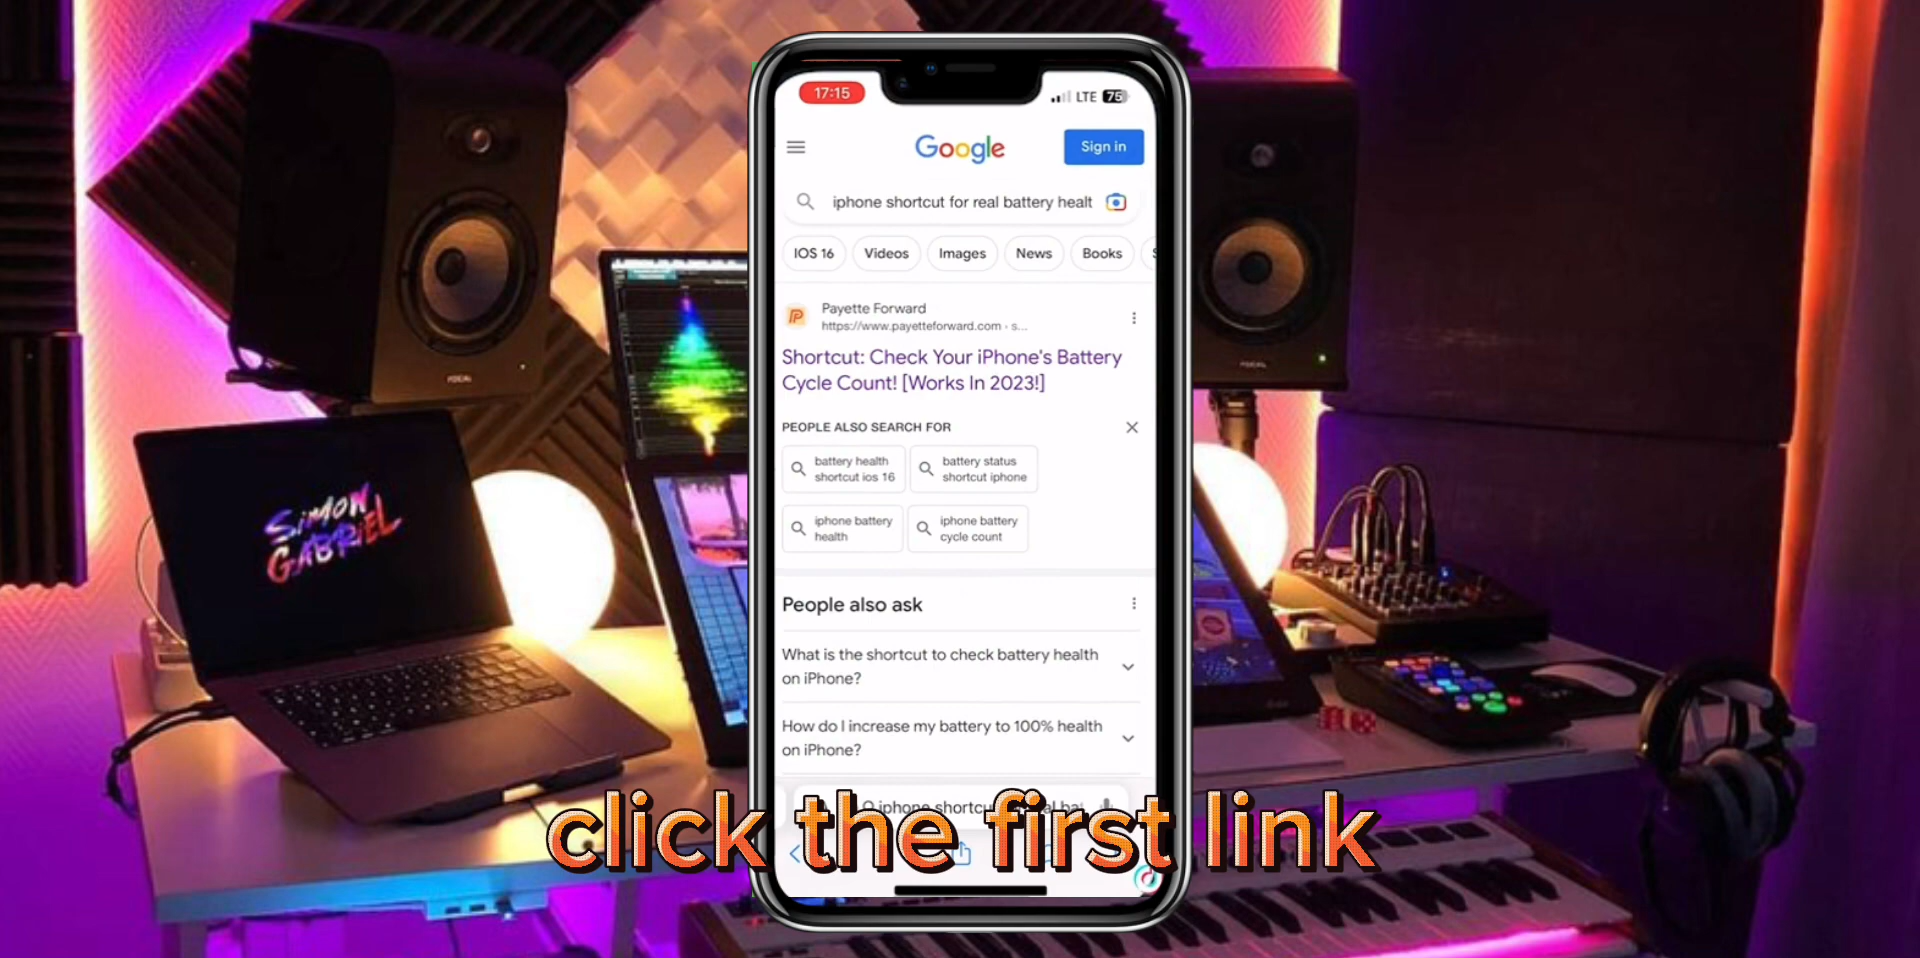 17:15
LTE 75
Google
Sign in
iphone shortcut for real battery healt
IOS 16
Videos
Images
News
Books
Payette Forward
https://www.payetteforward.com › s...
Shortcut: Check Your iPhone's Battery
Cycle Count! [Works In 2023!]
PEOPLE ALSO SEARCH FOR
battery health
shortcut ios 16
battery status
shortcut iphone
iphone battery
health
iphone battery
cycle count
People also ask
What is the shortcut to check battery health
on iPhone?
How do I increase my battery to 100% health
on iPhone?
iphone shortc
click the first link
SiMON
GABRiEL
FOCAL
FOCAL